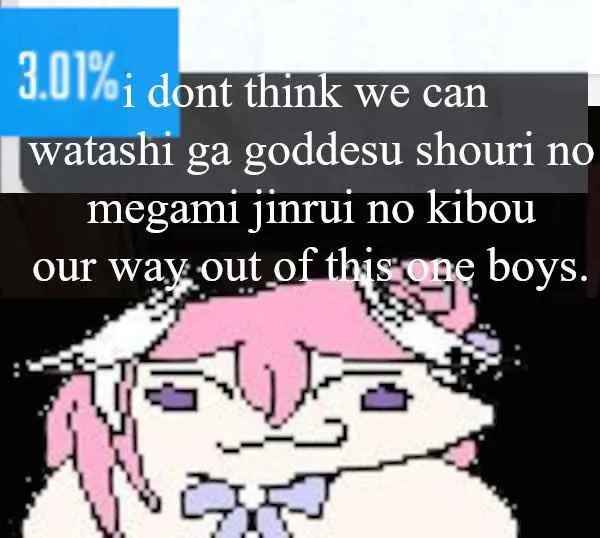 3.01%
i dont think we can
watashi ga goddesu shouri no
megami jinrui no kibou
our way out of this one boys.